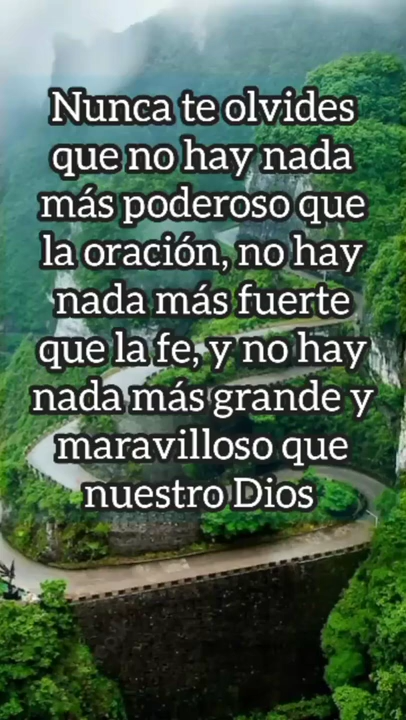 Nunca te olvides
que no hay nada
más poderoso que
la oración, no hay
nada más fuerte
que la fe, y no hay
nada más grande y
maravilloso que
nuestro Dios